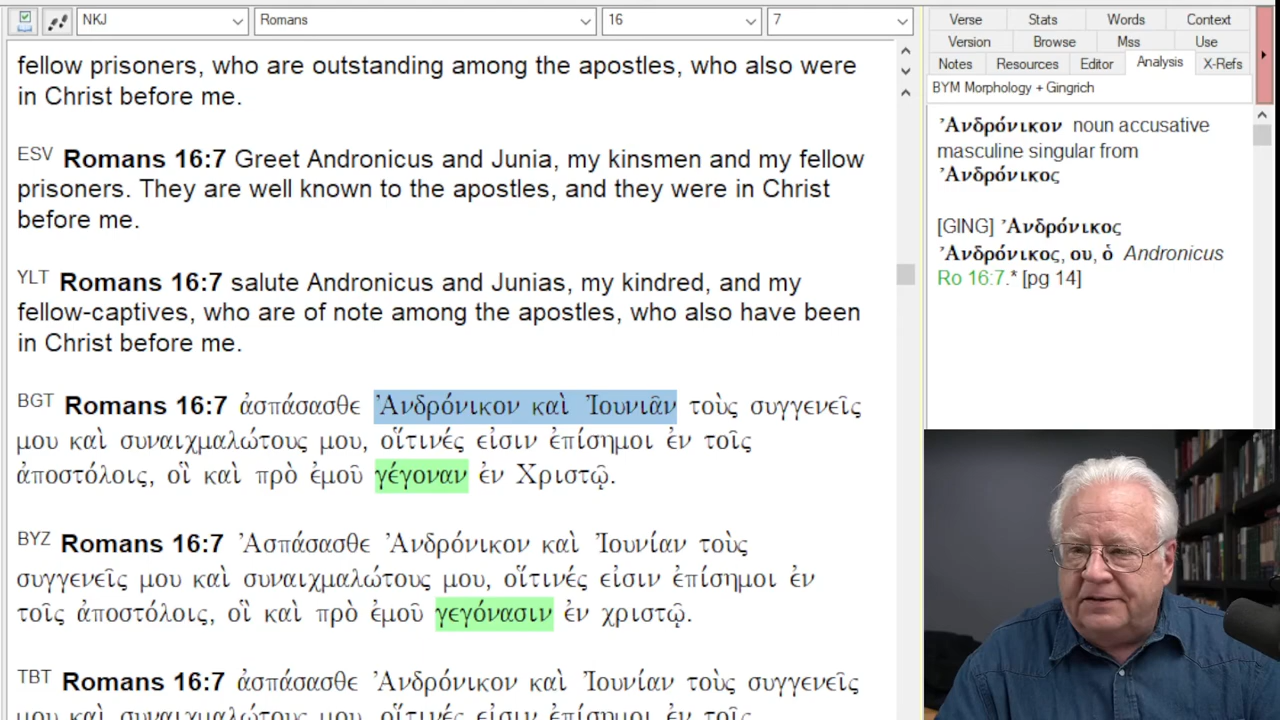 NKJ Romans 16 7
fellow prisoners, who are outstanding among the apostles, who also were
in Christ before me.
ESV Romans 16:7 Greet Andronicus and Junia, my kinsmen and my fellow
prisoners. They are well known to the apostles, and they were in Christ
before me.
YLT Romans 16:7 salute Andronicus and Junias, my kindred, and my
fellow-captives, who are of note among the apostles, who also have been
in Christ before me.
BGT Romans 16:7 ἀσπάσασθε Ἀνδρόνικον καὶ Ἰουνιᾶν τοὺς συγγενεῖς
μου καὶ συναιχμαλώτους μου, οἵτινές εἰσιν ἐπίσημοι ἐν τοῖς
ἀποστόλοις, οἳ καὶ πρὸ ἐμοῦ γέγοναν ἐν Χριστῷ.
BYZ Romans 16:7 Ἀσπάσασθε Ἀνδρόνικον καὶ Ἰουνίαν τοὺς
συγγενεῖς μου καὶ συναιχμαλώτους μου, οἵτινές εἰσιν ἐπίσημοι ἐν
τοῖς ἀποστόλοις, οἳ καὶ πρὸ ἐμοῦ γεγόνασιν ἐν χριστῷ.
TBT Romans 16:7 ἀσπάσασθε Ἀνδρόνικον καὶ Ἰουνίαν τοὺς συγγενεῖς
μου καὶ συναιχμαλώτους μου, οἵτινές εἰσιν ἐπίσημοι ἐν τοῖς
Verse Stats Words Context
Version Browse Mss Use
Notes Resources Editor Analysis X-Refs
BYM Morphology + Gingrich
Ἀνδρόνικον noun accusative
masculine singular from
Ἀνδρόνικος
[GING] Ἀνδρόνικος
Ἀνδρόνικος, ου, ὁ Andronicus
Ro 16:7.* [pg 14]